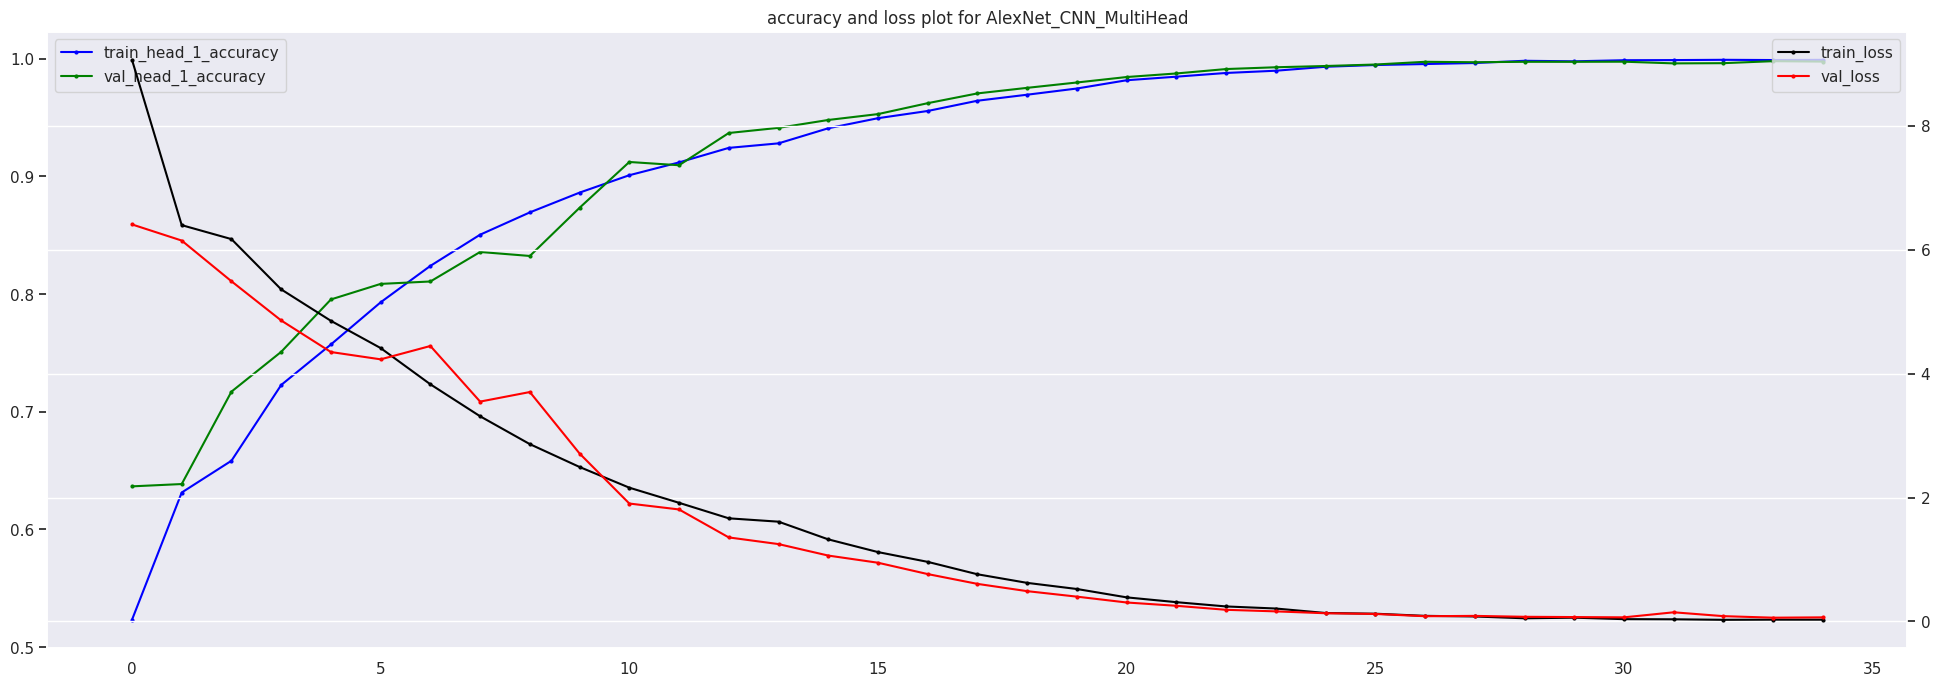 accuracy and loss plot for AlexNet_CNN_MultiHead
train_head_1_accuracy
val_head_1_accuracy
train_loss
val_loss
1.0
0.9
0.8
0.7
0.6
0.5
8
6
4
2
0
0 5 10 15 20 25 30 35